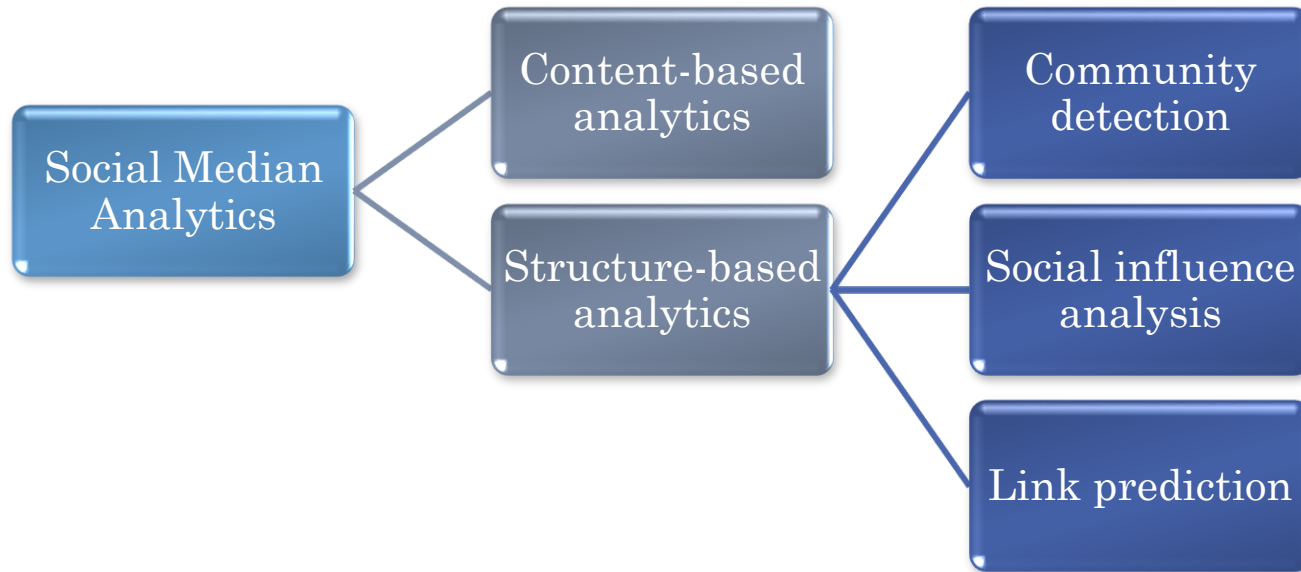 Social Median
Analytics
Content-based
analytics
Structure-based
analytics
Community
detection
Social influence
analysis
Link prediction